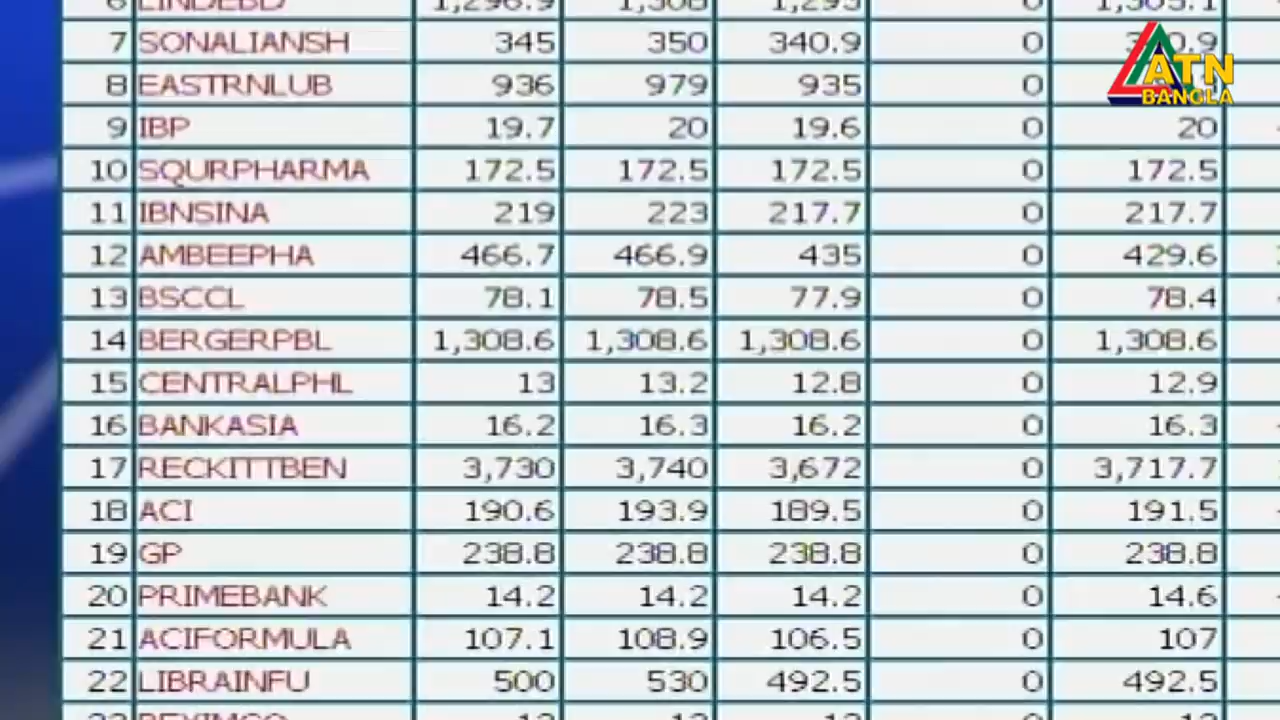 6 LINDEBD 1,296.9 1,308 1,295 0 1,305.1
7 SONALIANSH 345 350 340.9 0
8 EASTRNLUB 936 979 935 0
9 IBP 19.7 20 19.6 0 20
10 SQURPHARMA 172.5 172.5 172.5 0 172.5
11 IBNSINA 219 223 217.7 0 217.7
12 AMBEEPHA 466.7 466.9 435 0 429.6
13 BSCCL 78.1 78.5 77.9 0 78.4
14 BERGERPBL 1,308.6 1,308.6 1,308.6 0 1,308.6
15 CENTRALPHL 13 13.2 12.8 0 12.9
16 BANKASIA 16.2 16.3 16.2 0 16.3
17 RECKITTBEN 3,730 3,740 3,672 0 3,717.7
18 ACI 190.6 193.9 189.5 0 191.5
19 GP 238.8 238.8 238.8 0 238.8
20 PRIMEBANK 14.2 14.2 14.2 0 14.6
21 ACIFORMULA 107.1 108.9 106.5 0 107
22 LIBRAINFU 500 530 492.5 0 492.5
ATN
BANGLA